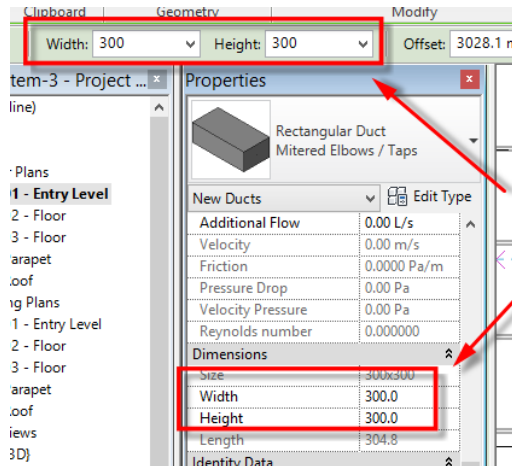 Clipboard Geometry Modify
Width: 300 Height: 300 Offset: 3028.1 m
tem-3 - Project ...
Properties
line)
Rectangular Duct
Mitered Elbows / Taps
Plans
1 - Entry Level
2 - Floor
3 - Floor
arapet
oof
ng Plans
1 - Entry Level
2 - Floor
3 - Floor
arapet
oof
iews
3D}
New Ducts Edit Type
Additional Flow 0.00 L/s
Velocity 0.00 m/s
Friction 0.0000 Pa/m
Pressure Drop 0.00 Pa
Velocity Pressure 0.00 Pa
Reynolds number 0.000000
Dimensions
Size 300x300
Width 300.0
Height 300.0
Length 304.8
Identity Data